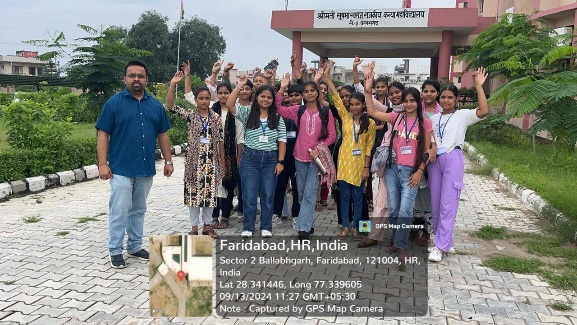 श्रीमती सुषमा स्वराज राजकीय कन्या महाविद्यालय
GPS Map Camera
Faridabad,HR,India
Sector 2 Ballabhgarh, Faridabad, 121004, HR,
India
Lat 28.341446, Long 77.339605
09/13/2024 11:27 GMT+05:30
Note : Captured by GPS Map Camera